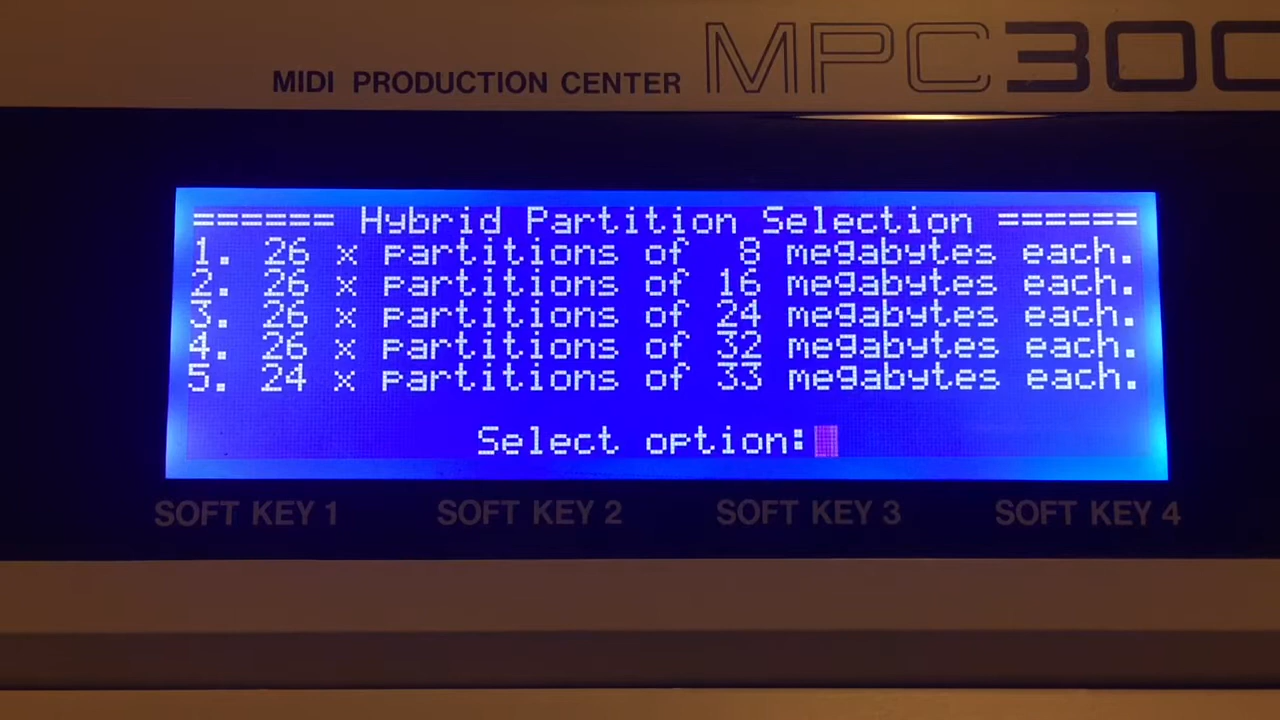 MIDI PRODUCTION CENTER MPC300
====== Hybrid Partition Selection ======
1. 26 x partitions of 8 megabytes each.
2. 26 x partitions of 16 megabytes each.
3. 26 x partitions of 24 megabytes each.
4. 26 x partitions of 32 megabytes each.
5. 24 x partitions of 33 megabytes each.
Select option:
SOFT KEY 1 SOFT KEY 2 SOFT KEY 3 SOFT KEY 4